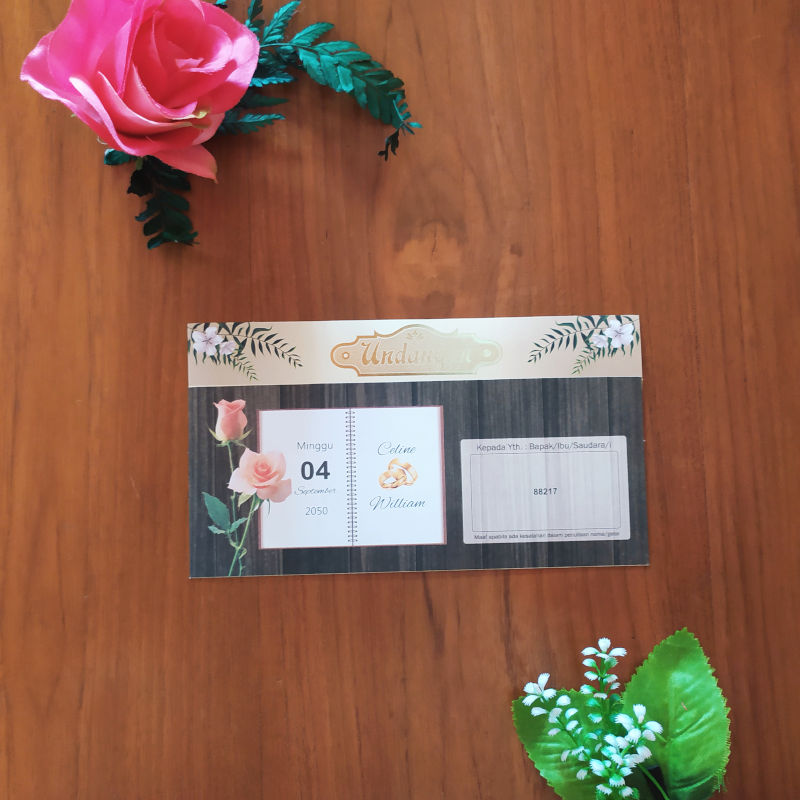 Undangan
Minggu
04
September
2050
Celine
William
Kepada Yth. : Bapak/Ibu/Saudara/i
88217
Maaf apabila ada kesalahan dalam penulisan nama/gelar